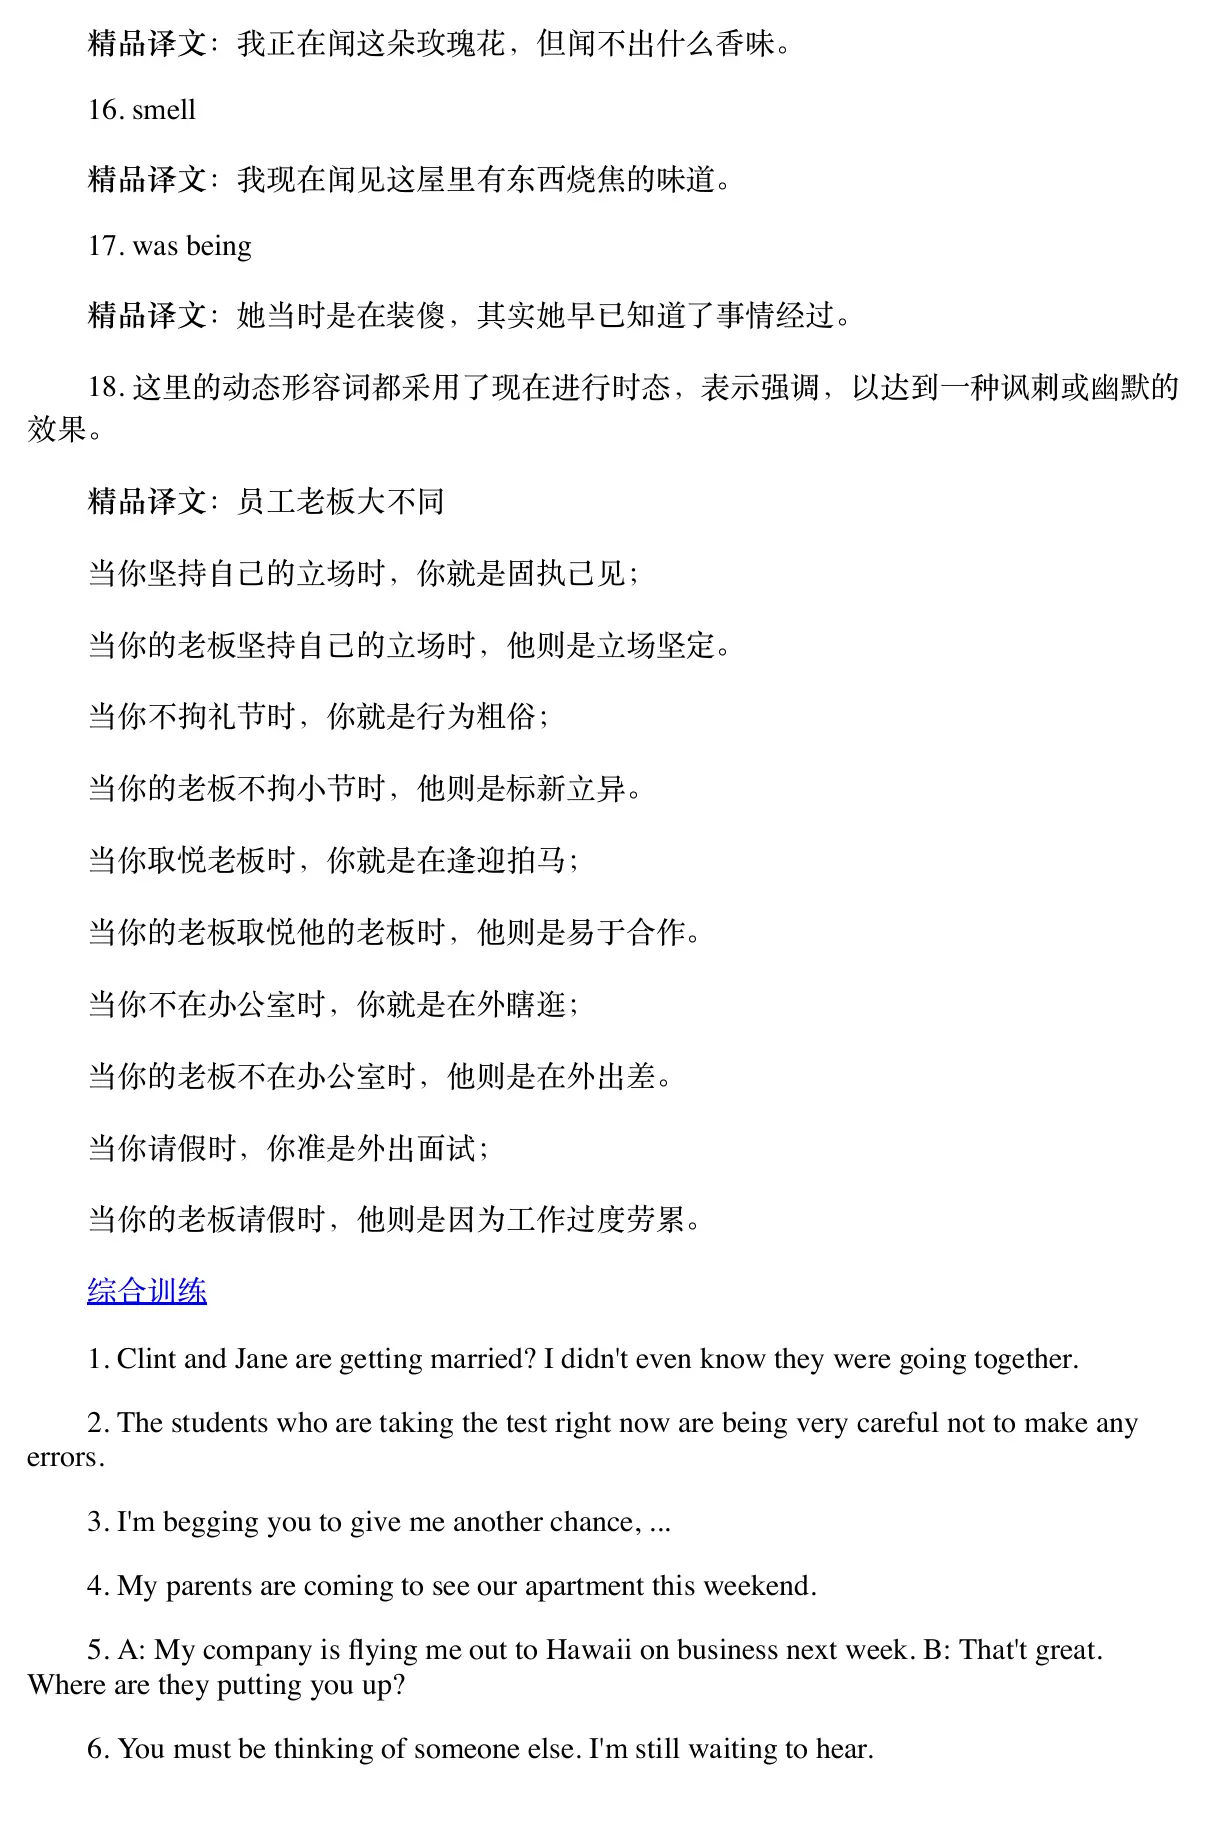 精品译文：我正在闻这朵玫瑰花，但闻不出什么香味。
16. smell
精品译文：我现在闻见这屋里有东西烧焦的味道。
17. was being
精品译文：她当时是在装傻，其实她早已知道了事情经过。
18. 这里的动态形容词都采用了现在进行时态，表示强调，以达到一种讽刺或幽默的
效果。
精品译文：员工老板大不同
当你坚持自己的立场时，你就是固执己见；
当你的老板坚持自己的立场时，他则是立场坚定。
当你不拘礼节时，你就是行为粗俗；
当你的老板不拘小节时，他则是标新立异。
当你取悦老板时，你就是在逢迎拍马；
当你的老板取悦他的老板时，他则是易于合作。
当你不在办公室时，你就是在外瞎逛；
当你的老板不在办公室时，他则是在外出差。
当你请假时，你准是外出面试；
当你的老板请假时，他则是因为工作过度劳累。
综合训练
1. Clint and Jane are getting married? I didn't even know they were going together.
2. The students who are taking the test right now are being very careful not to make any
errors.
3. I'm begging you to give me another chance, ...
4. My parents are coming to see our apartment this weekend.
5. A: My company is flying me out to Hawaii on business next week. B: That't great.
Where are they putting you up?
6. You must be thinking of someone else. I'm still waiting to hear.